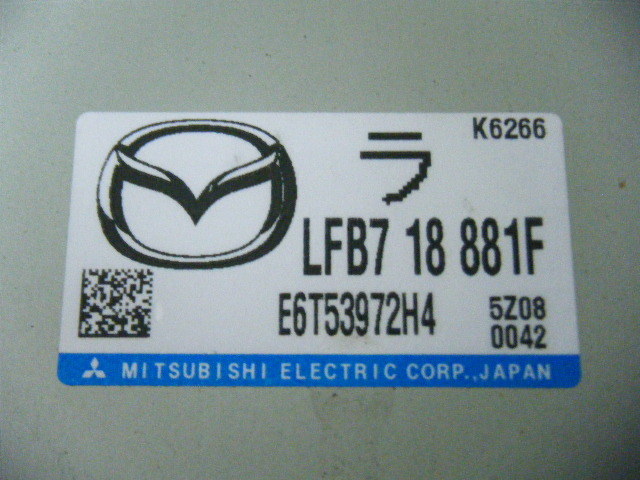 K6266
ラ
LFB7 18 881F
E6T53972H4
5Z08
0042
MITSUBISHI ELECTRIC CORP.,JAPAN